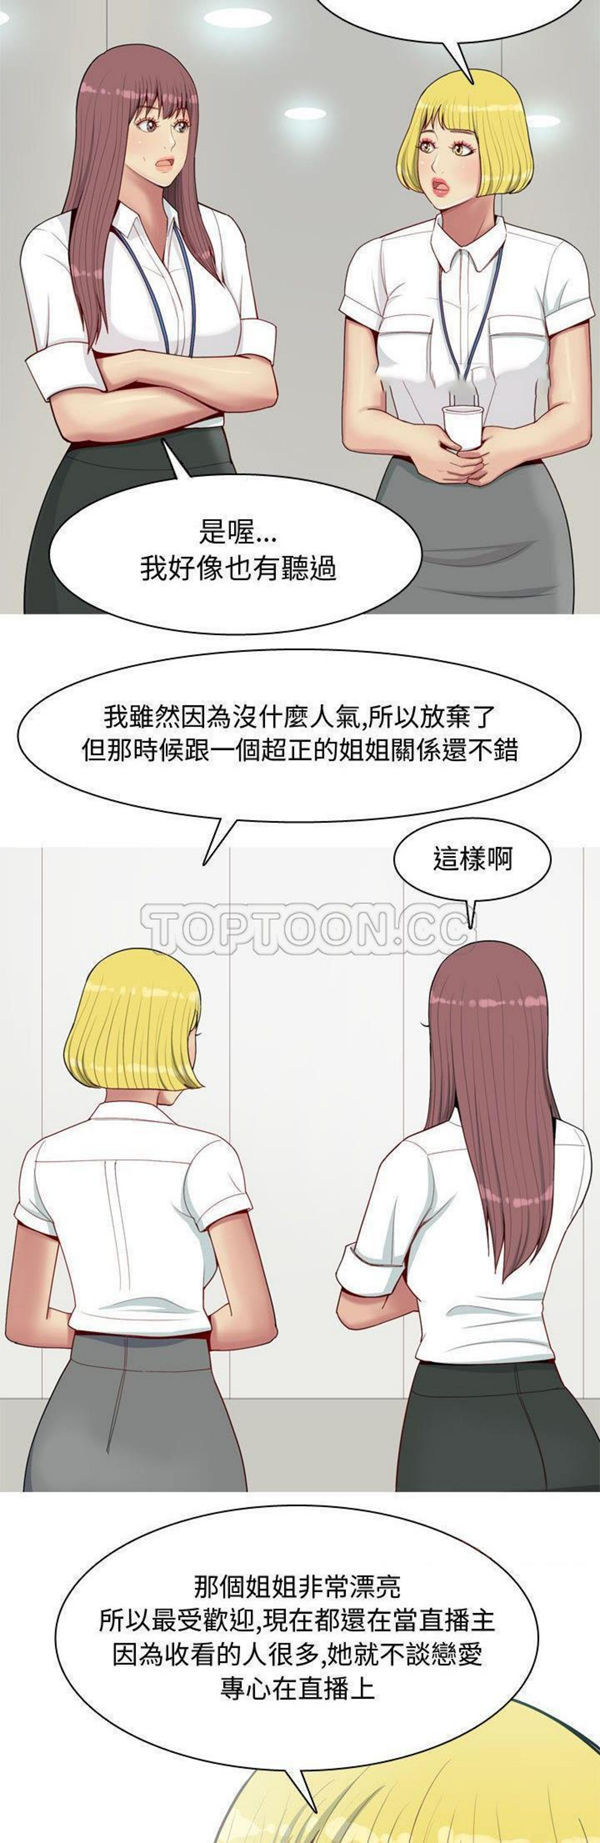 是喔...
我好像也有聽過
我雖然因為沒什麼人氣,所以放棄了
但那時候跟一個超正的姐姐關係還不錯
這樣啊
TOPTOON.CC
那個姐姐非常漂亮
所以最受歡迎,現在都還在當直播主
因為收看的人很多,她就不談戀愛
專心在直播上